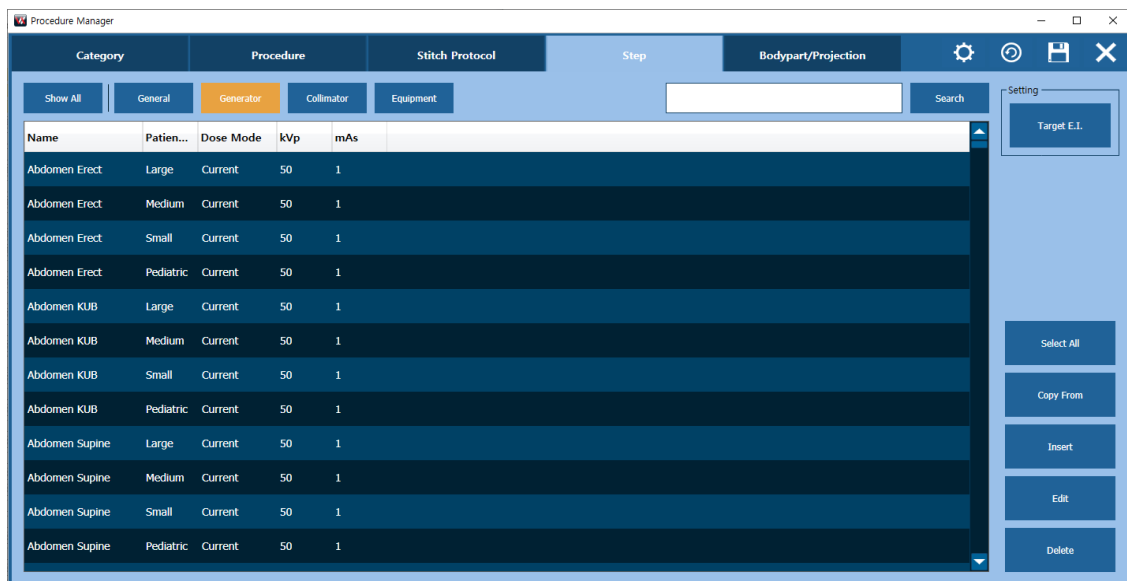 Procedure Manager
Category Procedure Stitch Protocol Step Bodypart/Projection
Show All General Generator Collimator Equipment Search
Setting
Target E.I.
Name Patien... Dose Mode kVp mAs
Abdomen Erect Large Current 50 1
Abdomen Erect Medium Current 50 1
Abdomen Erect Small Current 50 1
Abdomen Erect Pediatric Current 50 1
Abdomen KUB Large Current 50 1
Abdomen KUB Medium Current 50 1
Abdomen KUB Small Current 50 1
Abdomen KUB Pediatric Current 50 1
Abdomen Supine Large Current 50 1
Abdomen Supine Medium Current 50 1
Abdomen Supine Small Current 50 1
Abdomen Supine Pediatric Current 50 1
Select All
Copy From
Insert
Edit
Delete